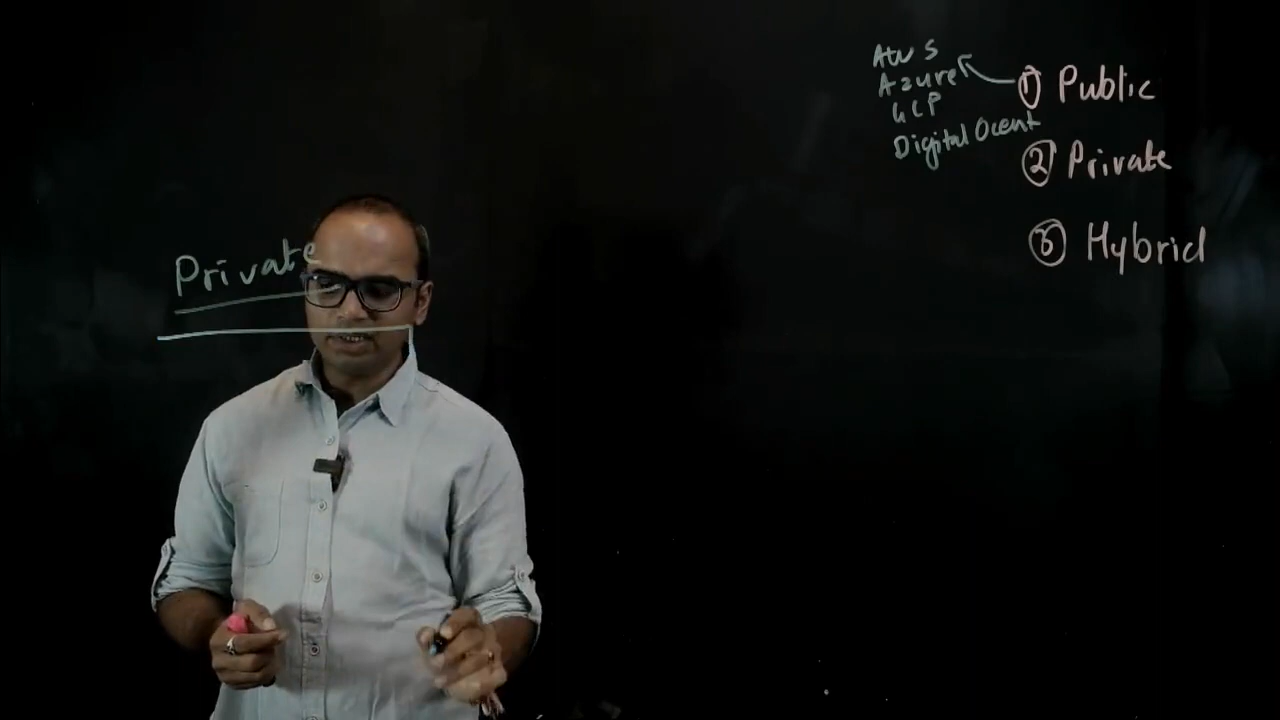 AWS
Azure
GCP
Digital Ocean
① Public
② Private
③ Hybrid
Private